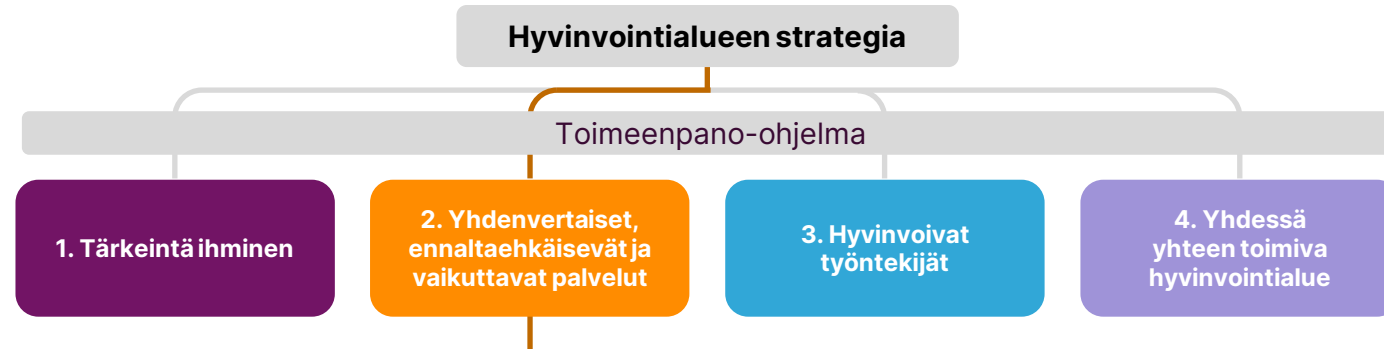 Hyvinvointialueen strategia
Toimeenpano-ohjelma
1. Tärkeintä ihminen
2. Yhdenvertaiset,
ennaltaehkäisevät ja
vaikuttavat palvelut
3. Hyvinvoivat
työntekijät
4. Yhdessä
yhteen toimiva
hyvinvointialue